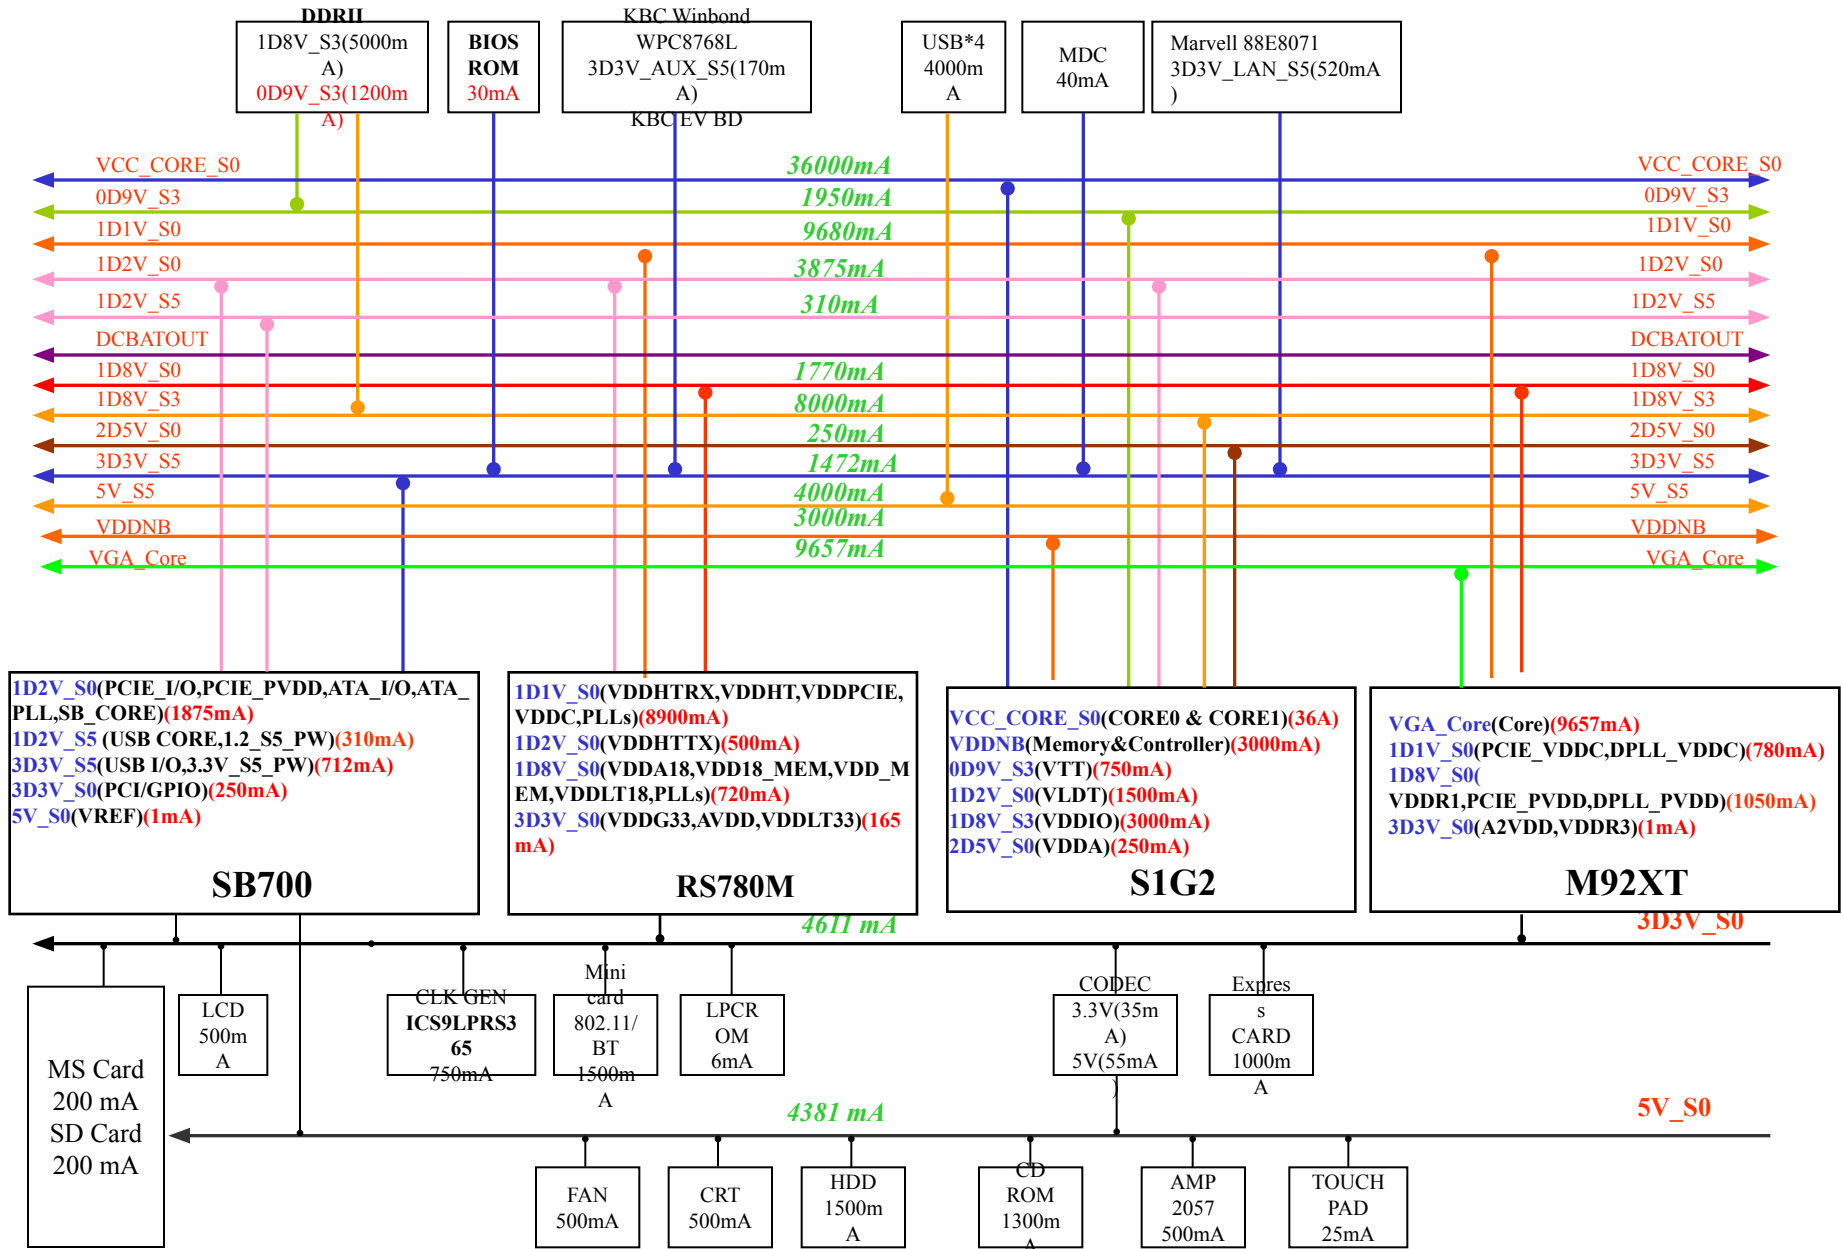 DDRII
1D8V_S3(5000m
A)
0D9V_S3(1200m
A)
BIOS
ROM
30mA
KBC Winbond
WPC8768L
3D3V_AUX_S5(170m
A)
KBC EV BD
USB*4
4000m
A
MDC
40mA
Marvell 88E8071
3D3V_LAN_S5(520mA
)
VCC_CORE_S0 36000mA VCC_CORE_S0
0D9V_S3 1950mA 0D9V_S3
1D1V_S0 9680mA 1D1V_S0
1D2V_S0 3875mA 1D2V_S0
1D2V_S5 310mA 1D2V_S5
DCBATOUT DCBATOUT
1D8V_S0 1770mA 1D8V_S0
1D8V_S3 8000mA 1D8V_S3
2D5V_S0 250mA 2D5V_S0
3D3V_S5 1472mA 3D3V_S5
5V_S5 4000mA 5V_S5
VDDNB 3000mA VDDNB
VGA_Core 9657mA VGA_Core
1D2V_S0(PCIE_I/O,PCIE_PVDD,ATA_I/O,ATA_
PLL,SB_CORE)(1875mA)
1D2V_S5 (USB CORE,1.2_S5_PW)(310mA)
3D3V_S5(USB I/O,3.3V_S5_PW)(712mA)
3D3V_S0(PCI/GPIO)(250mA)
5V_S0(VREF)(1mA)
SB700
1D1V_S0(VDDHTRX,VDDHT,VDDPCIE,
VDDC,PLLs)(8900mA)
1D2V_S0(VDDHTTX)(500mA)
1D8V_S0(VDDA18,VDD18_MEM,VDD_M
EM,VDDLT18,PLLs)(720mA)
3D3V_S0(VDDG33,AVDD,VDDLT33)(165
mA)
RS780M
VCC_CORE_S0(CORE0 & CORE1)(36A)
VDDNB(Memory&Controller)(3000mA)
0D9V_S3(VTT)(750mA)
1D2V_S0(VLDT)(1500mA)
1D8V_S3(VDDIO)(3000mA)
2D5V_S0(VDDA)(250mA)
S1G2
VGA_Core(Core)(9657mA)
1D1V_S0(PCIE_VDDC,DPLL_VDDC)(780mA)
1D8V_S0(
VDDR1,PCIE_PVDD,DPLL_PVDD)(1050mA)
3D3V_S0(A2VDD,VDDR3)(1mA)
M92XT
4611 mA 3D3V_S0
MS Card
200 mA
SD Card
200 mA
LCD
500m
A
CLK GEN
ICS9LPRS3
65
750mA
Mini
card
802.11/
BT
1500m
A
LPCR
OM
6mA
CODEC
3.3V(35m
A)
5V(55mA
)
Expres
s
CARD
1000m
A
4381 mA 5V_S0
FAN
500mA
CRT
500mA
HDD
1500m
A
CD
ROM
1300m
A
AMP
2057
500mA
TOUCH
PAD
25mA